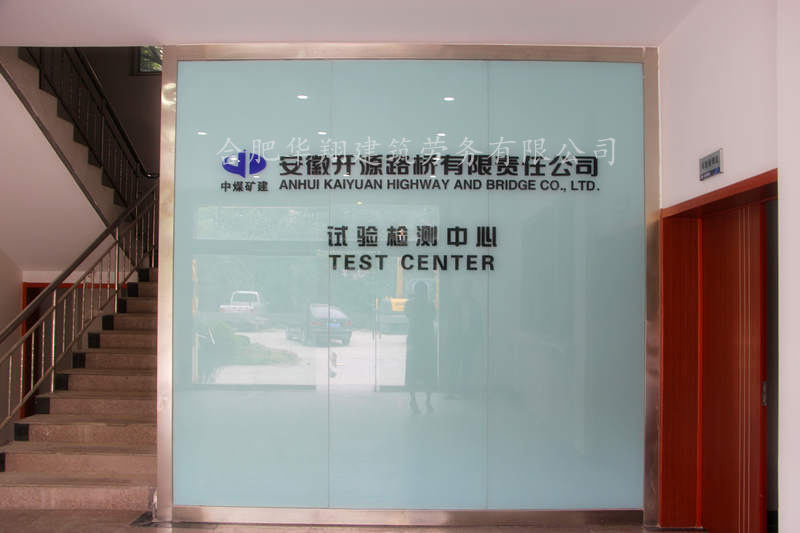 合肥华翔建筑劳务有限公司
中煤矿建
安徽开源路桥有限责任公司
ANHUI KAIYUAN HIGHWAY AND BRIDGE CO., LTD.
试验检测中心
TEST CENTER